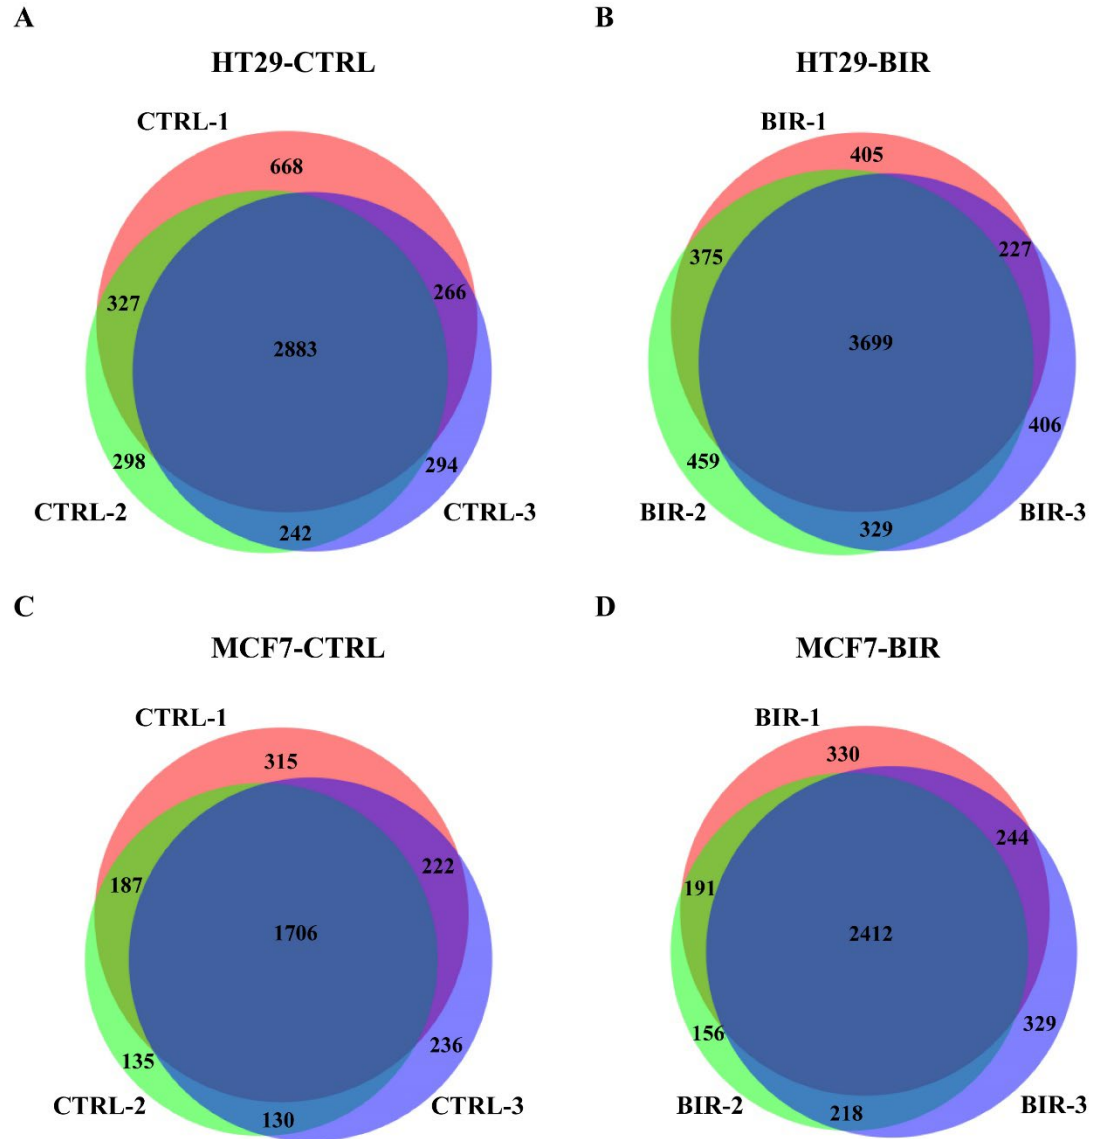 A
HT29-CTRL
CTRL-1
668
327
266
2883
298
294
CTRL-2
242
CTRL-3
B
HT29-BIR
BIR-1
405
375
227
3699
406
459
BIR-2
329
BIR-3
C
MCF7-CTRL
CTRL-1
315
187
222
1706
135
236
CTRL-2
130
CTRL-3
D
MCF7-BIR
BIR-1
330
244
191
2412
156
329
BIR-2
218
BIR-3